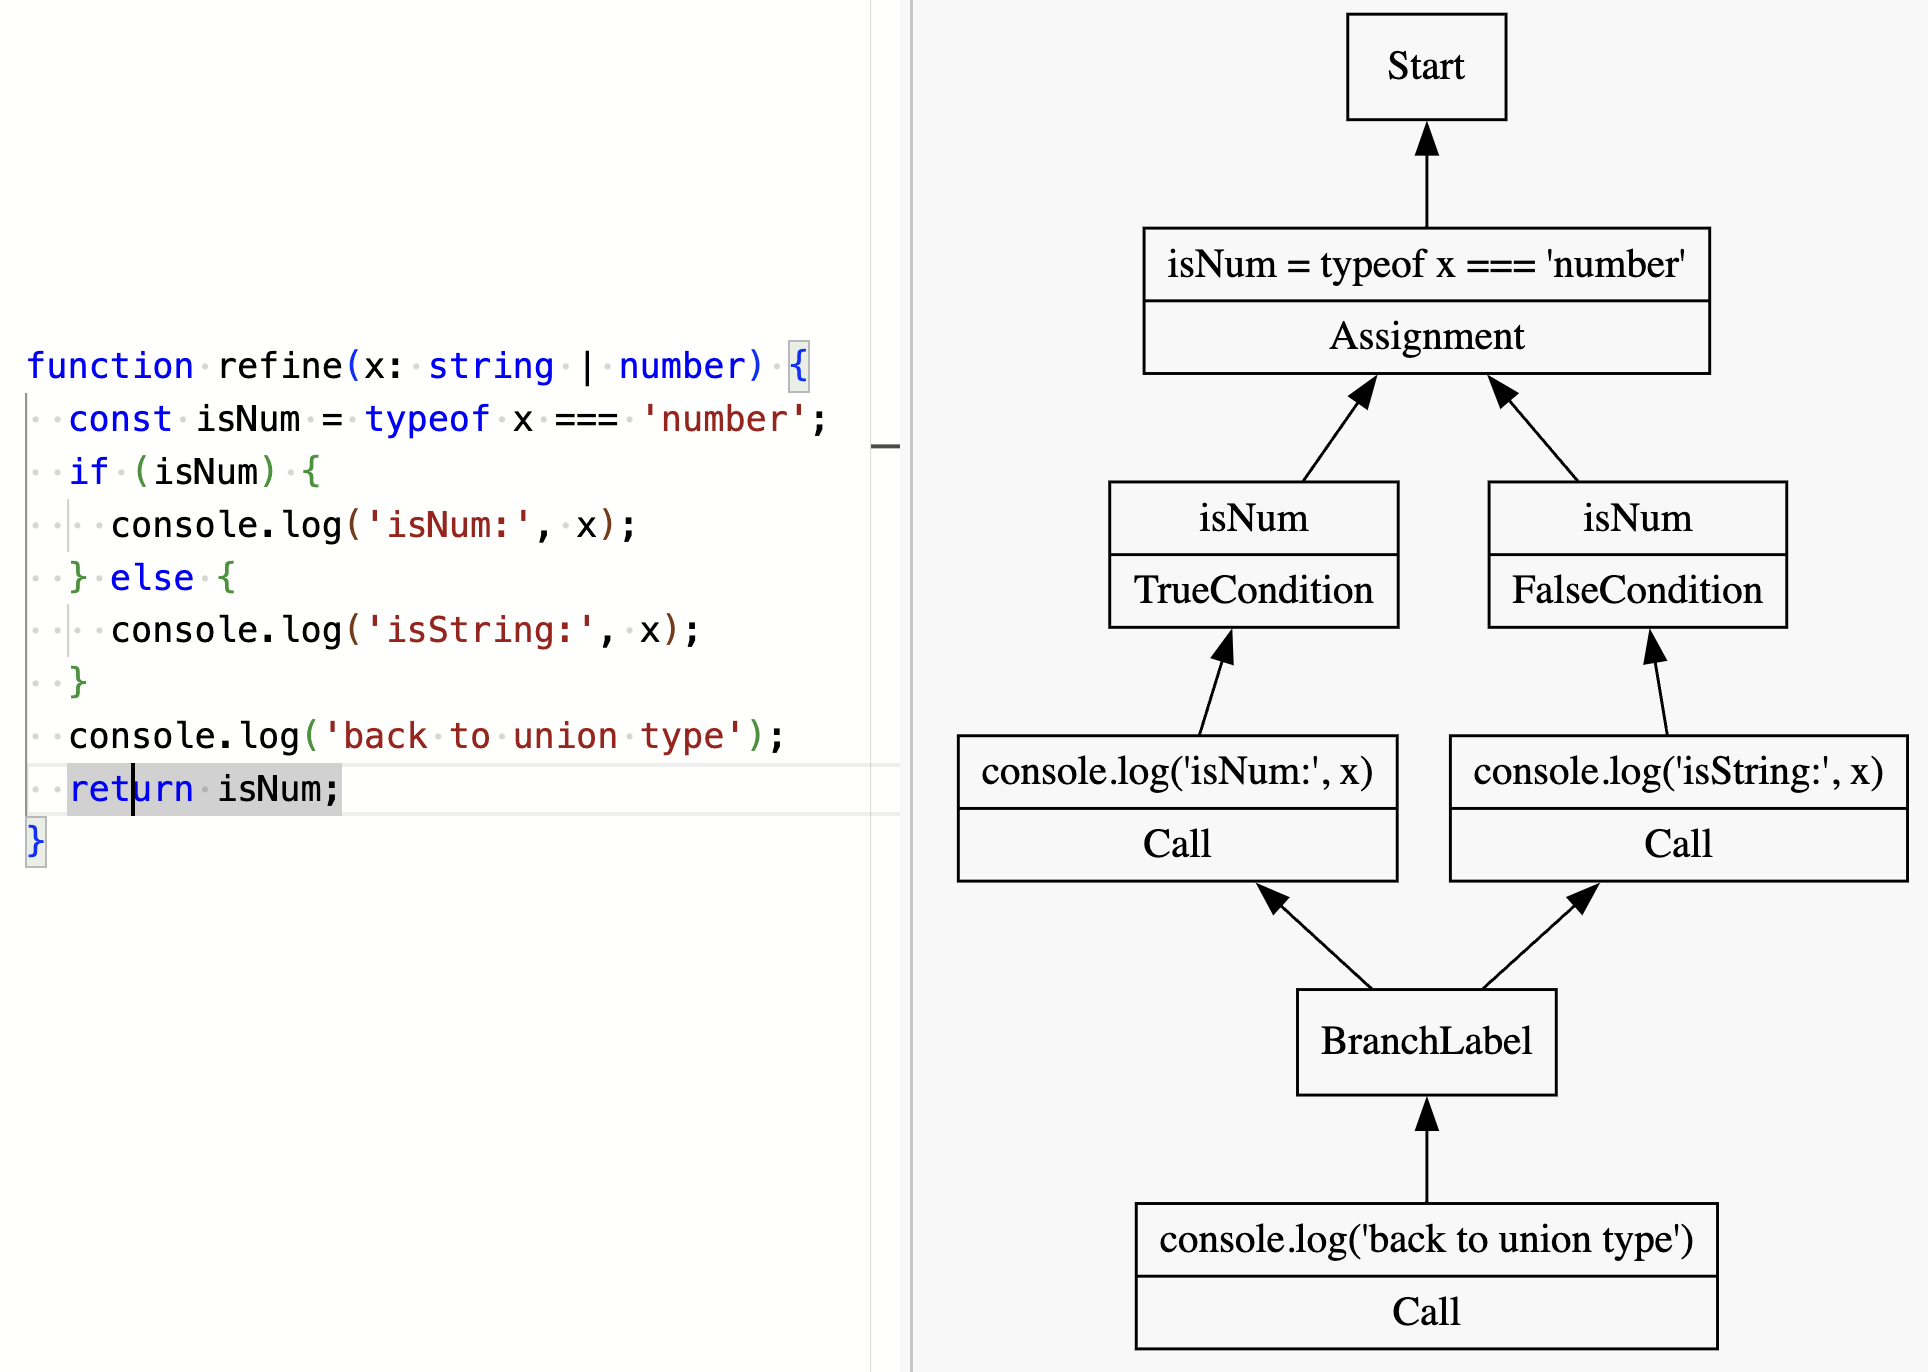 function refine(x: string | number) {
  const isNum = typeof x === 'number';
  if (isNum) {
    console.log('isNum:', x);
  } else {
    console.log('isString:', x);
  }
  console.log('back to union type');
  return isNum;
}
Start
isNum = typeof x === 'number'
Assignment
isNum
TrueCondition
isNum
FalseCondition
console.log('isNum:', x)
Call
console.log('isString:', x)
Call
BranchLabel
console.log('back to union type')
Call